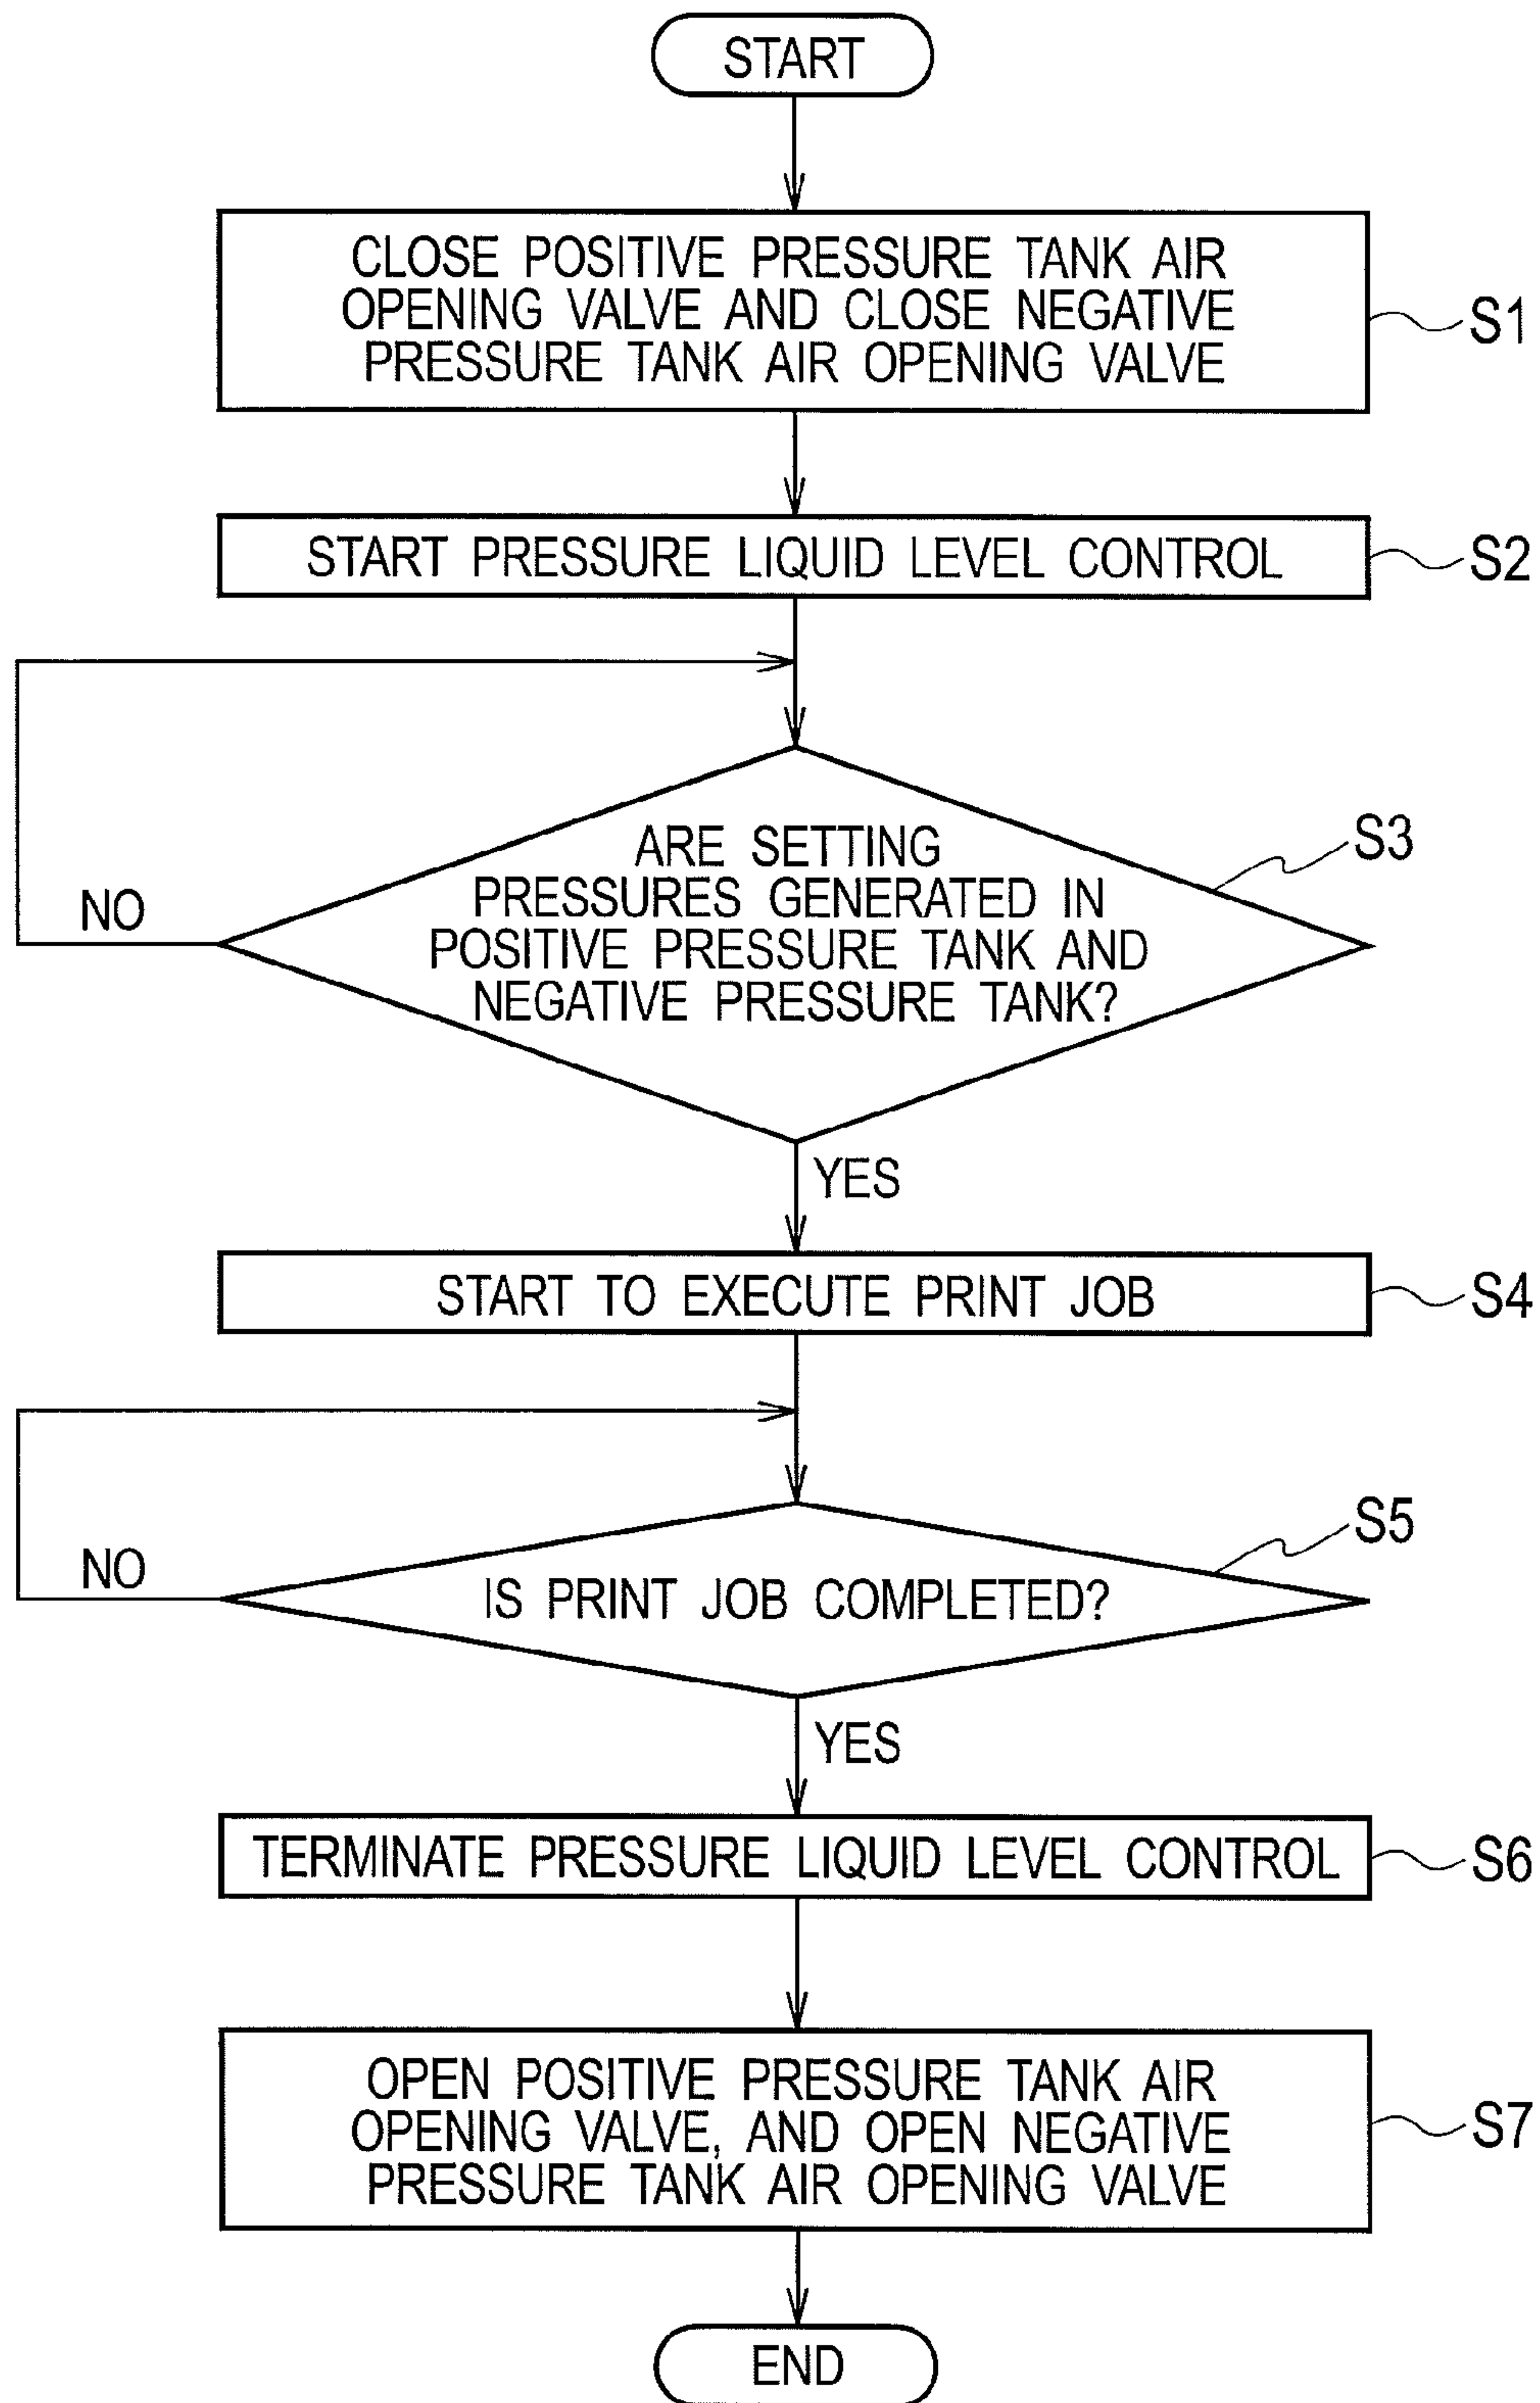 START
CLOSE POSITIVE PRESSURE TANK AIR
OPENING VALVE AND CLOSE NEGATIVE
PRESSURE TANK AIR OPENING VALVE
S1
START PRESSURE LIQUID LEVEL CONTROL
S2
ARE SETTING
PRESSURES GENERATED IN
POSITIVE PRESSURE TANK AND
NEGATIVE PRESSURE TANK?
S3
NO
YES
START TO EXECUTE PRINT JOB
S4
IS PRINT JOB COMPLETED?
S5
NO
YES
TERMINATE PRESSURE LIQUID LEVEL CONTROL
S6
OPEN POSITIVE PRESSURE TANK AIR
OPENING VALVE, AND OPEN NEGATIVE
PRESSURE TANK AIR OPENING VALVE
S7
END